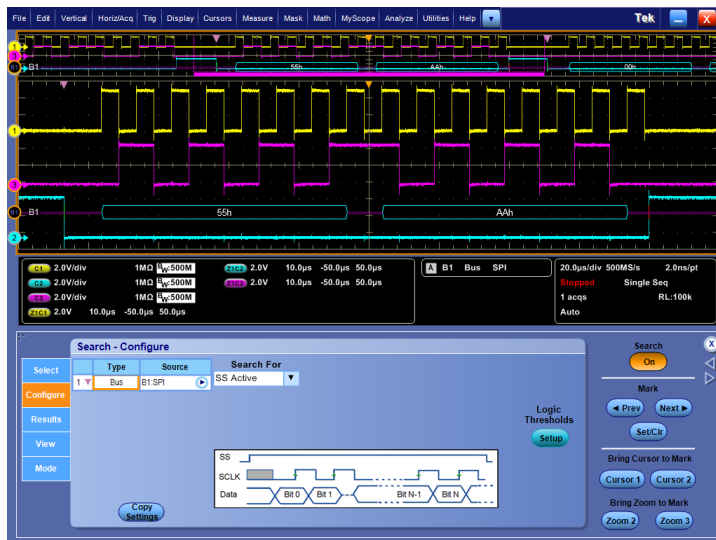 File Edit Vertical Horiz/Acq Trig Display Cursors Measure Mask Math MyScope Analyze Utilities Help Tek X
1
3
B1 B1 55h AAh 00h
1
3
B1 B1 55h AAh
2
C1 2.0V/div 1MΩ BW:500M Z1C2 2.0V 10.0µs -50.0µs 50.0µs A B1 Bus SPI 20.0µs/div 500MS/s 2.0ns/pt
C2 2.0V/div 1MΩ BW:500M Z1C3 2.0V 10.0µs -50.0µs 50.0µs Stopped Single Seq
C3 2.0V/div 1MΩ BW:500M 1 acqs RL:100k
Z1C1 2.0V 10.0µs -50.0µs 50.0µs Auto
Search - Configure Search X
Select Type Source Search For On
1 Bus B1:SPI SS Active
Configure Mark
Results Prev Next
Logic
Thresholds
Set/Clr
View Setup
Mode SS Bring Cursor to Mark
SCLK Cursor 1 Cursor 2
Data Bit 0 Bit 1 Bit N-1 Bit N
Copy
Settings
Bring Zoom to Mark
Zoom 2 Zoom 3